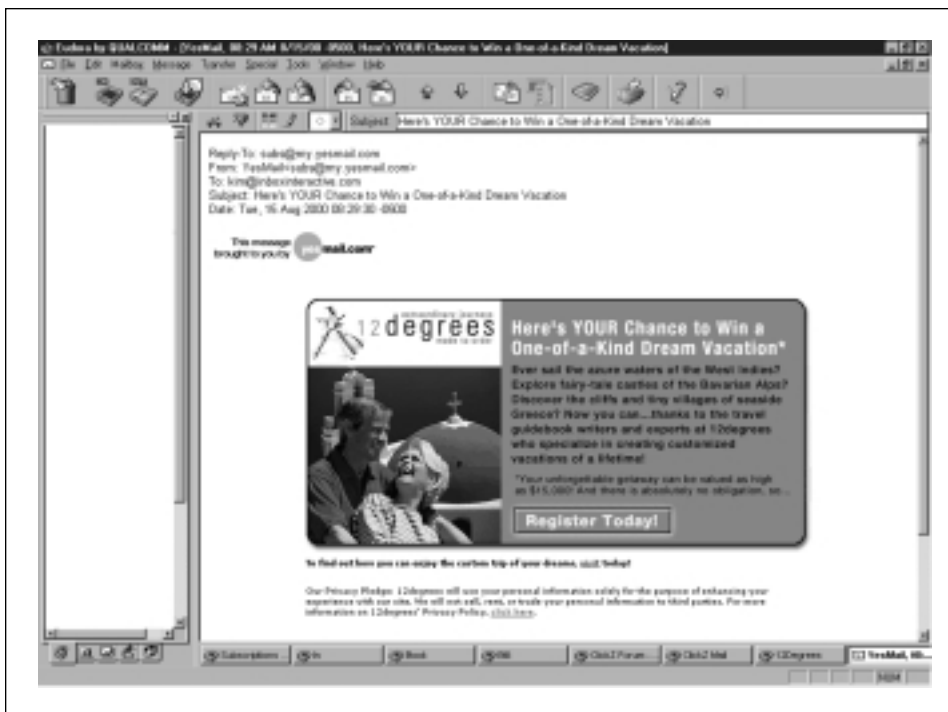 Eudora by QUALCOMM - [YesMail, 08:29 AM 8/15/00 -0500, Here's YOUR Chance to Win a One-of-a-Kind Dream Vacation]
File Edit Mailbox Message Transfer Special Tools Window Help
Subject: Here's YOUR Chance to Win a One-of-a-Kind Dream Vacation
Reply-To: subs@my.yesmail.com
From: YesMail<subs@my.yesmail.com>
To: kim@inboxinteractive.com
Subject: Here's YOUR Chance to Win a One-of-a-Kind Dream Vacation
Date: Tue, 15 Aug 2000 08:29:30 -0500
This message
brought to you by yesmail.com
extraordinary journeys
12degrees
made to order
Here's YOUR Chance to Win a
One-of-a-Kind Dream Vacation*
Ever sail the azure waters of the West Indies?
Explore fairy-tale castles of the Bavarian Alps?
Discover the cliffs and tiny villages of seaside
Greece? Now you can...thanks to the travel
guidebook writers and experts at 12degrees
who specialize in creating customized
vacations of a lifetime!
*Your unforgettable getaway can be valued as high
as $15,000! And there is absolutely no obligation, so...
Register Today!
To find out how you can enjoy the custom trip of your dreams, visit today!
Our Privacy Pledge: 12degrees will use your personal information solely for the purpose of enhancing your
experience with our site. We will not sell, rent, or trade your personal information to third parties. For more
information on 12degrees' Privacy Policy, click here.
Subscriptions In Book ClickZ Forum... ClickZ Mail 12Degrees YesMail, 08...
NUM